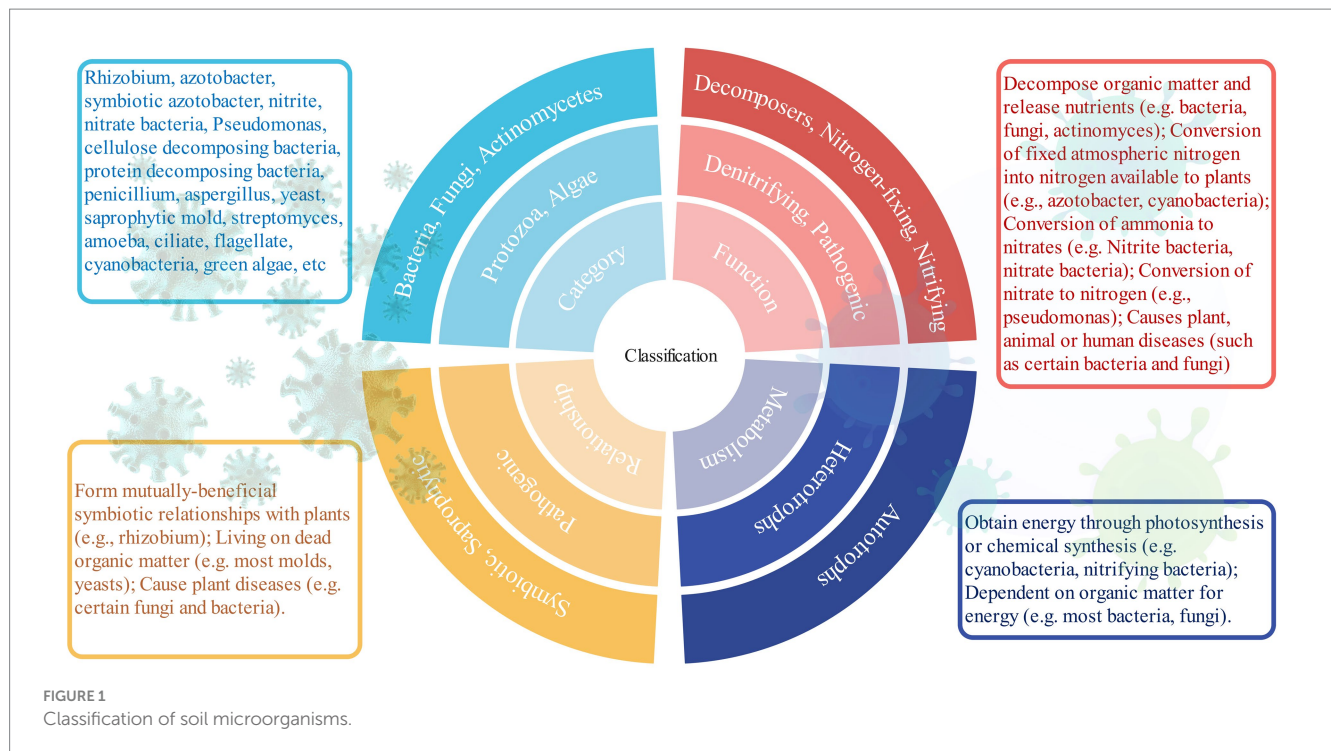 Rhizobium, azotobacter,
symbiotic azotobacter, nitrite,
nitrate bacteria, Pseudomonas,
cellulose decomposing bacteria,
protein decomposing bacteria,
penicillium, aspergillus, yeast,
saprophytic mold, streptomyces,
amoeba, ciliate, flagellate,
cyanobacteria, green algae, etc
Bacteria, Fungi, Actinomycetes
Protozoa, Algae
Category
Decomposers, Nitrogen-fixing, Nitrifying
Denitrifying, Pathogenic
Function
Decompose organic matter and
release nutrients (e.g. bacteria,
fungi, actinomyces); Conversion
of fixed atmospheric nitrogen
into nitrogen available to plants
(e.g., azotobacter, cyanobacteria);
Conversion of ammonia to
nitrates (e.g. Nitrite bacteria,
nitrate bacteria); Conversion of
nitrate to nitrogen (e.g.,
pseudomonas); Causes plant,
animal or human diseases (such
as certain bacteria and fungi)
Classification
Form mutually-beneficial
symbiotic relationships with plants
(e.g., rhizobium); Living on dead
organic matter (e.g. most molds,
yeasts); Cause plant diseases (e.g.
certain fungi and bacteria).
Relationship
Pathogenic
Symbiotic, Saprophytic
Metabolism
Heterotrophs
Autotrophs
Obtain energy through photosynthesis
or chemical synthesis (e.g.
cyanobacteria, nitrifying bacteria);
Dependent on organic matter for
energy (e.g. most bacteria, fungi).
FIGURE 1
Classification of soil microorganisms.